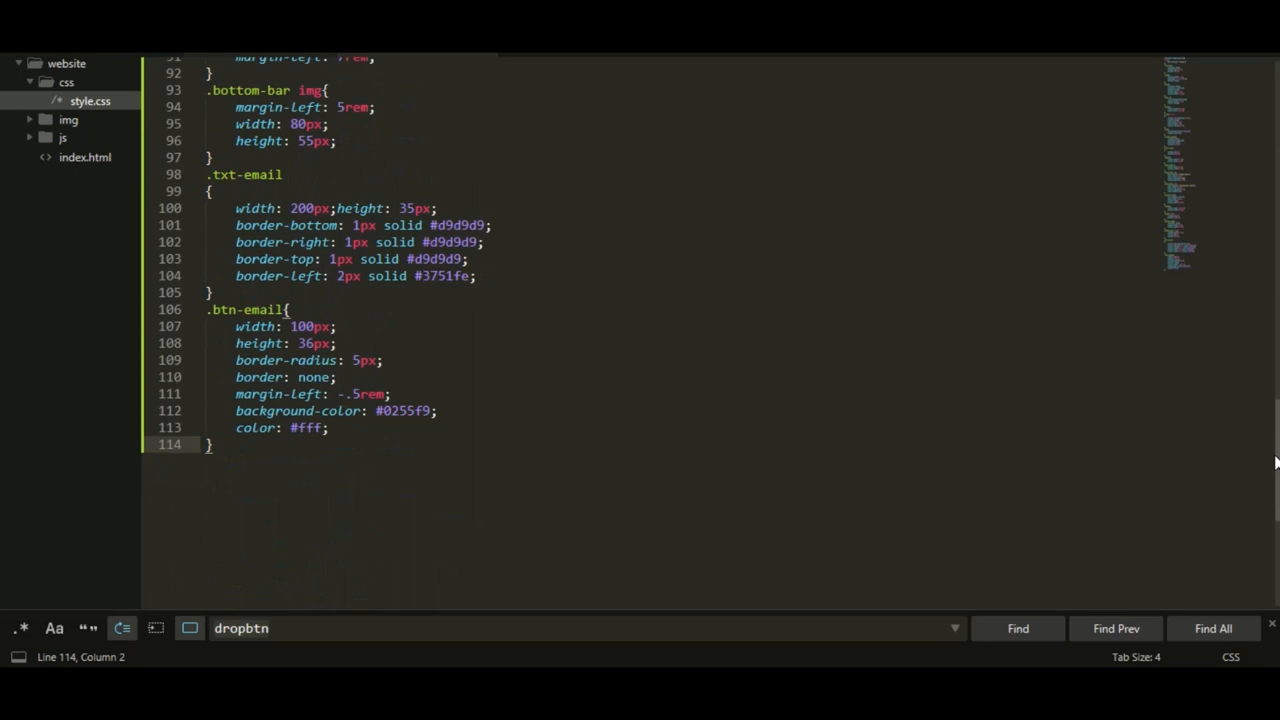 website
css
/* style.css
img
js
<> index.html
91 margin-left: 7rem;
92 }
93 .bottom-bar img{
94 margin-left: 5rem;
95 width: 80px;
96 height: 55px;
97 }
98 .txt-email
99 {
100 width: 200px;height: 35px;
101 border-bottom: 1px solid #d9d9d9;
102 border-right: 1px solid #d9d9d9;
103 border-top: 1px solid #d9d9d9;
104 border-left: 2px solid #3751fe;
105 }
106 .btn-email{
107 width: 100px;
108 height: 36px;
109 border-radius: 5px;
110 border: none;
111 margin-left: -.5rem;
112 background-color: #0255f9;
113 color: #fff;
114 }
.* Aa “” dropbtn Find Find Prev Find All ×
Line 114, Column 2 Tab Size: 4 CSS